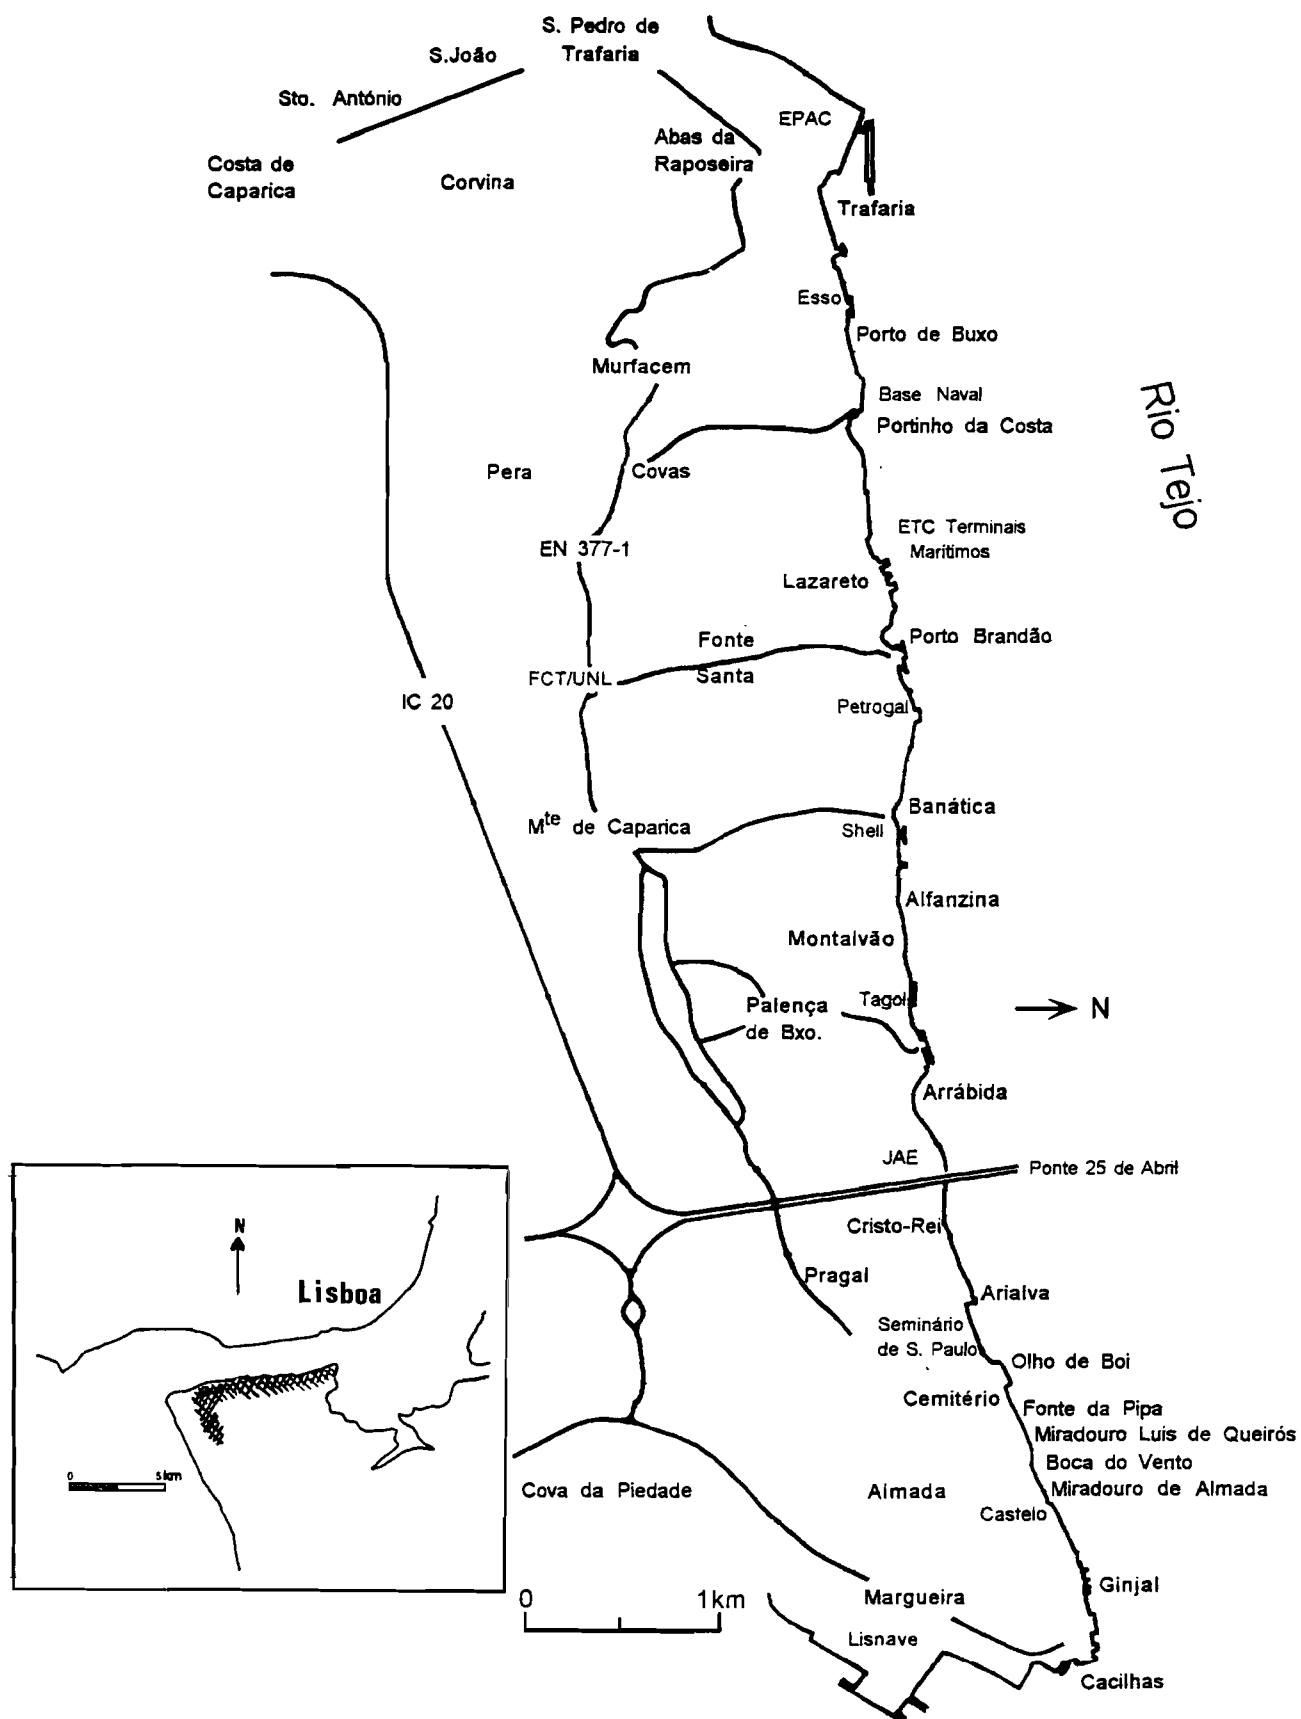 S. Pedro de
Trafaria
S.João
Sto. António
EPAC
Abas da
Raposeira
Costa de
Caparica
Corvina
Trafaria
Esso
Porto de Buxo
Murfacem
Base Naval
Portinho da Costa
Rio Tejo
Pera
Covas
ETC Terminais
Marítimos
EN 377-1
Lazareto
Porto Brandão
Fonte
Santa
FCT/UNL
IC 20
Petrogal
Banática
Mte de Caparica
Shell
Alfanzina
Montalvão
Tagol
Palença
de Bxo.
N
Arrábida
JAE
Ponte 25 de Abril
Cristo-Rei
Pragal
Arialva
Seminário
de S. Paulo
Olho de Boi
Cemitério
Fonte da Pipa
Miradouro Luis de Queirós
Boca do Vento
Miradouro de Almada
Cova da Piedade
Almada
Castelo
Ginjal
Margueira
Lisnave
Cacilhas
0 1km
N
Lisboa
0 5km